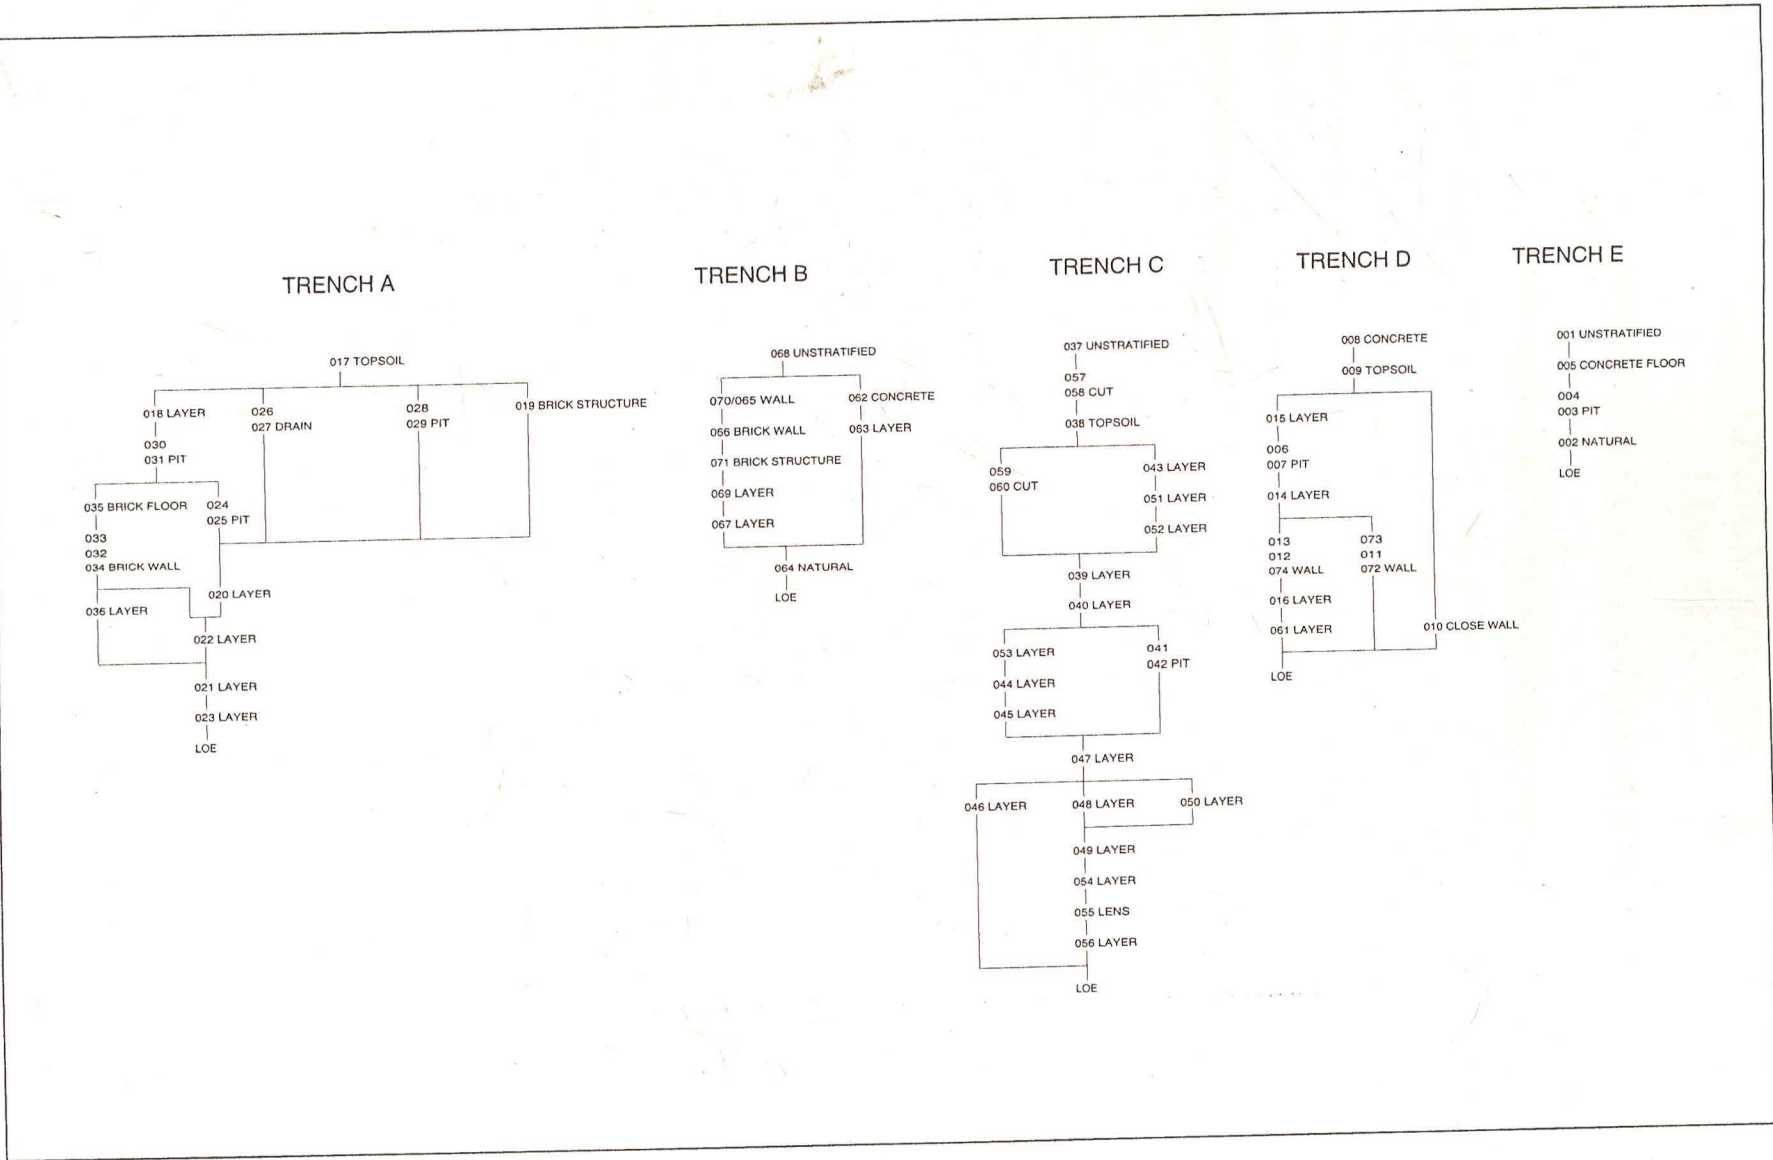 TRENCH A
017 TOPSOIL
018 LAYER
026
027 DRAIN
028
029 PIT
019 BRICK STRUCTURE
030
031 PIT
035 BRICK FLOOR
024
025 PIT
033
032
034 BRICK WALL
020 LAYER
036 LAYER
022 LAYER
021 LAYER
023 LAYER
LOE
TRENCH B
068 UNSTRATIFIED
070/065 WALL
062 CONCRETE
066 BRICK WALL
063 LAYER
071 BRICK STRUCTURE
069 LAYER
067 LAYER
064 NATURAL
LOE
TRENCH C
037 UNSTRATIFIED
057
058 CUT
038 TOPSOIL
059
060 CUT
043 LAYER
051 LAYER
052 LAYER
039 LAYER
040 LAYER
053 LAYER
041
042 PIT
044 LAYER
045 LAYER
047 LAYER
046 LAYER
048 LAYER
050 LAYER
049 LAYER
054 LAYER
055 LENS
056 LAYER
LOE
TRENCH D
008 CONCRETE
009 TOPSOIL
015 LAYER
006
007 PIT
014 LAYER
013
012
074 WALL
073
011
072 WALL
016 LAYER
061 LAYER
010 CLOSE WALL
LOE
TRENCH E
001 UNSTRATIFIED
005 CONCRETE FLOOR
004
003 PIT
002 NATURAL
LOE